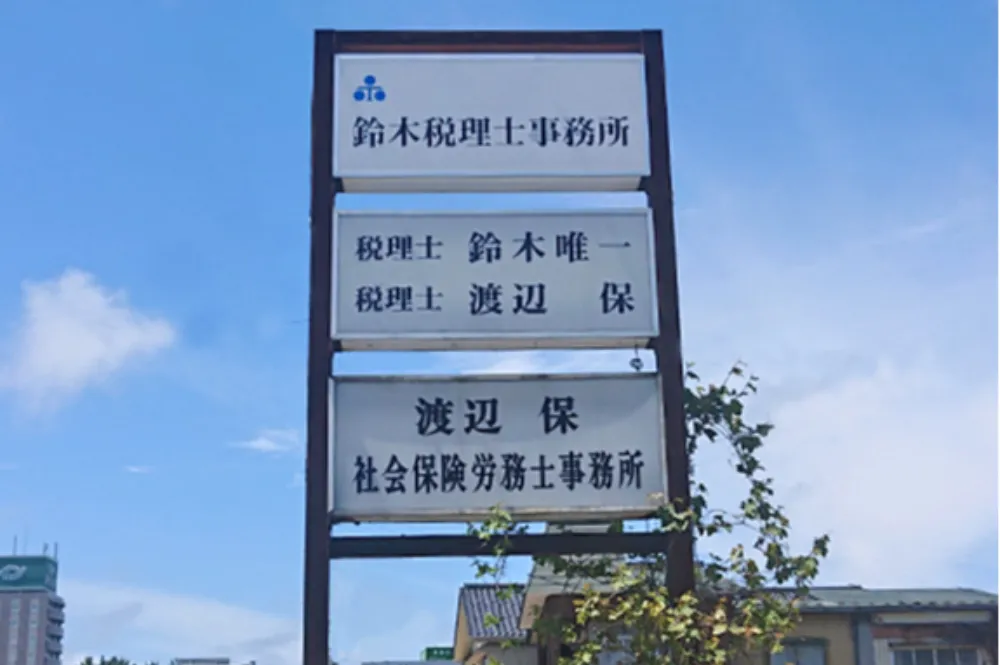 鈴木税理士事務所
税理士 鈴木唯一
税理士 渡辺 保
渡辺 保
社会保険労務士事務所